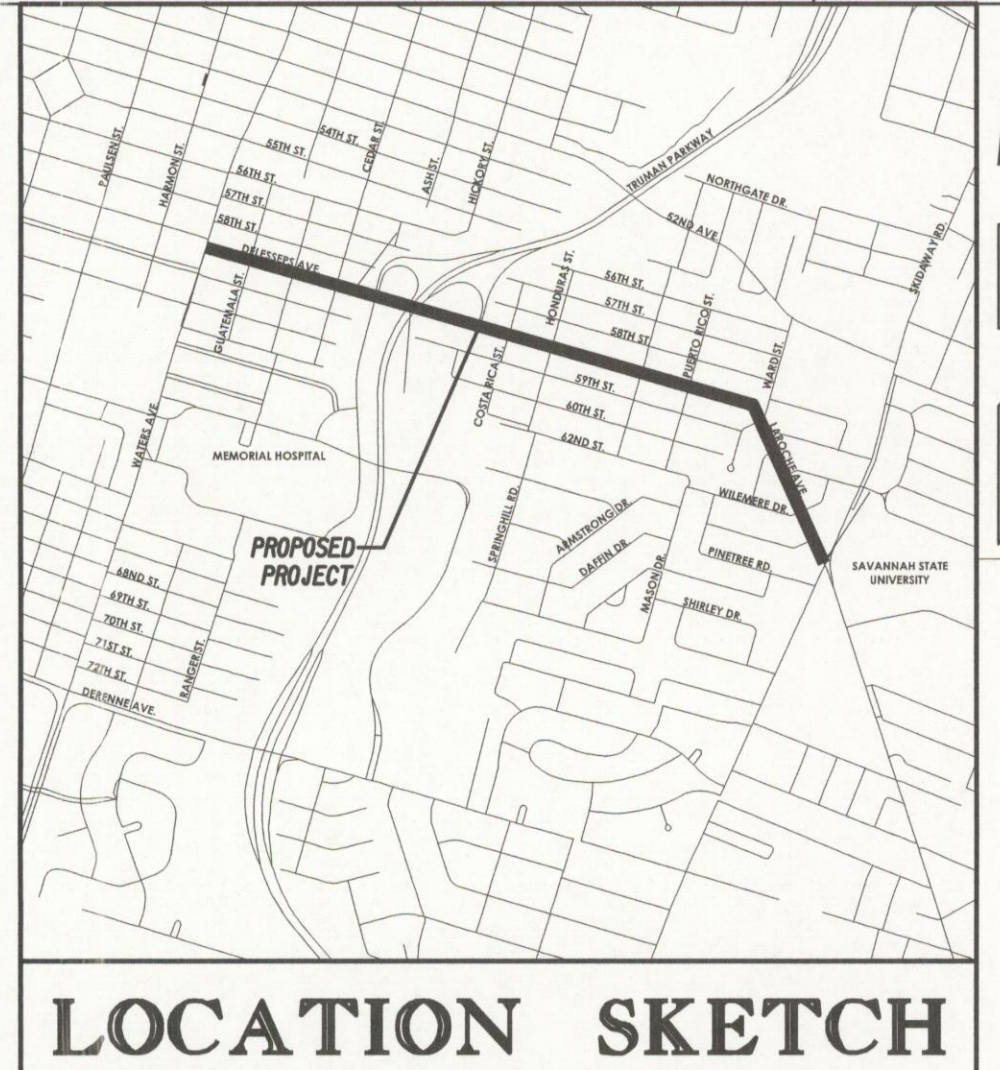 PAULSEN ST.
HARMON ST.
54TH ST.
55TH ST.
CEDAR ST.
56TH ST.
ASH ST.
HICKORY ST.
57TH ST.
58TH ST.
DELESSEPS AVE.
TRUMAN PARKWAY
NORTHGATE DR.
52ND AVE.
SKIDAWAY RD.
GUATEMALA ST.
HONDURAS ST.
56TH ST.
57TH ST.
58TH ST.
PUERTO RICO ST.
WARD ST.
COSTA RICA ST.
59TH ST.
60TH ST.
62ND ST.
LAROCHE AVE
WATERS AVE.
MEMORIAL HOSPITAL
WILEMERE DR.
SPRINGHILL RD.
ARMSTRONG DR.
DAFFIN DR.
MASON DR.
PINETREE RD.
SHIRLEY DR.
SAVANNAH STATE
UNIVERSITY
PROPOSED
PROJECT
68ND ST.
69TH ST.
70TH ST.
71ST ST.
72TH ST.
RANGER ST.
DERENNE AVE.
LOCATION SKETCH